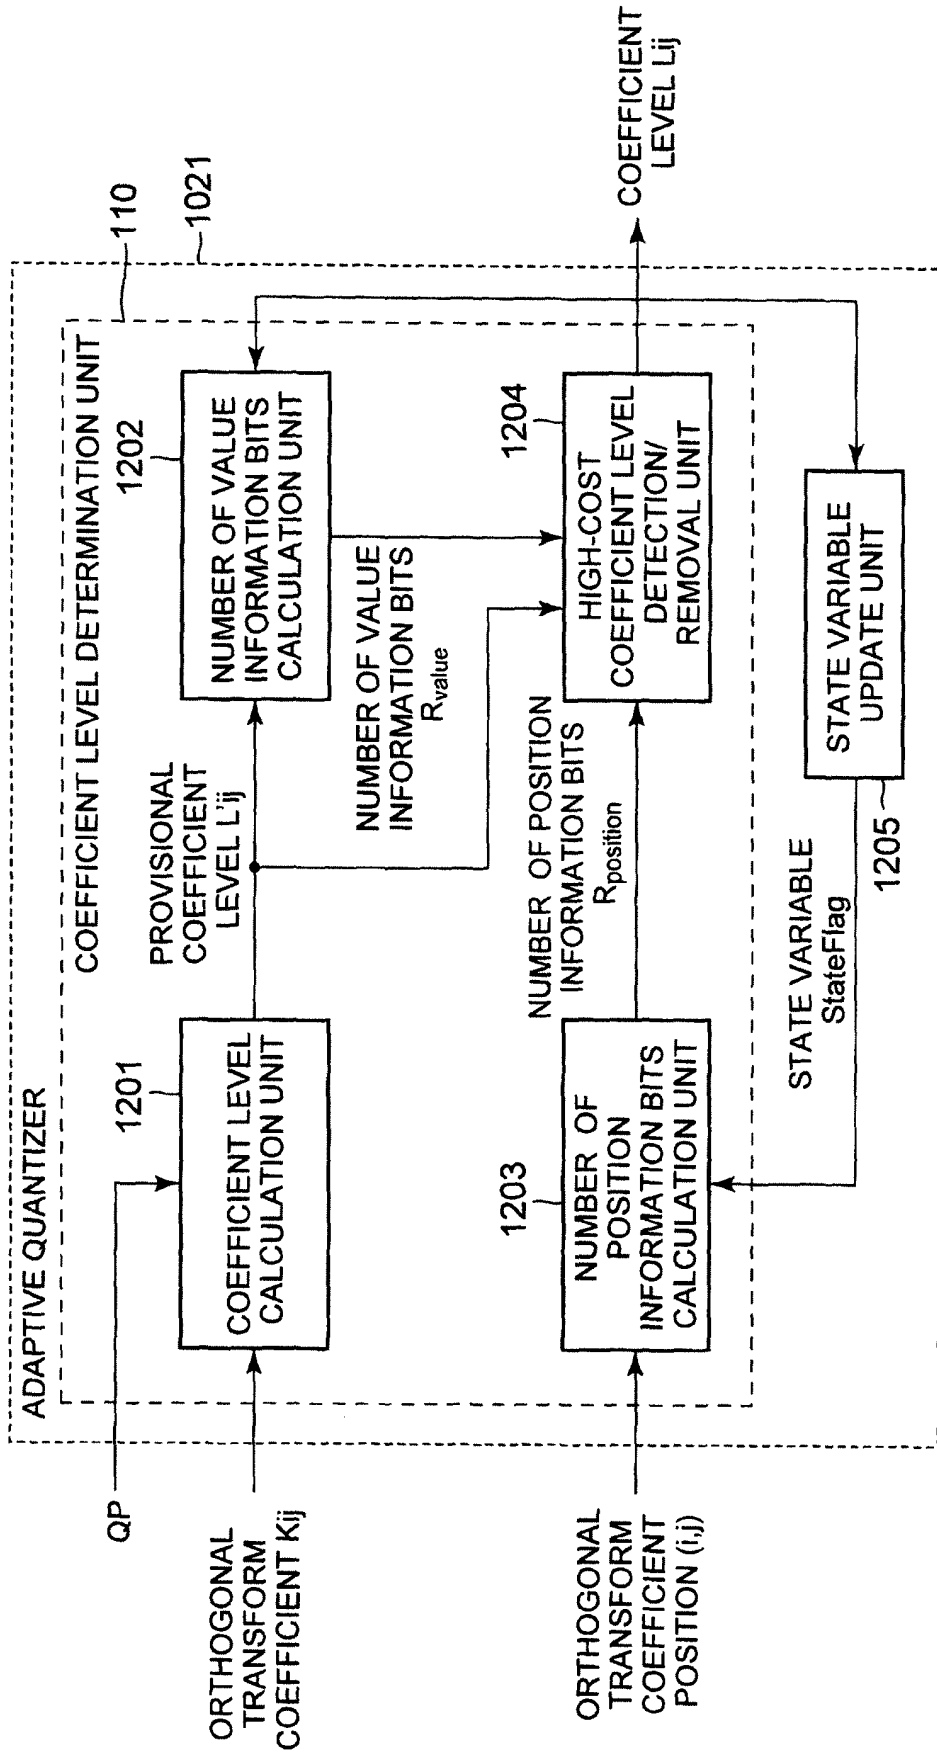 ADAPTIVE QUANTIZER
1021
COEFFICIENT LEVEL DETERMINATION UNIT
110
QP
ORTHOGONAL
TRANSFORM
COEFFICIENT Kij
1201
COEFFICIENT LEVEL
CALCULATION UNIT
PROVISIONAL
COEFFICIENT
LEVEL L'ij
1202
NUMBER OF VALUE
INFORMATION BITS
CALCULATION UNIT
NUMBER OF VALUE
INFORMATION BITS
Rvalue
ORTHOGONAL
TRANSFORM
COEFFICIENT
POSITION (i,j)
1203
NUMBER OF
POSITION
INFORMATION BITS
CALCULATION UNIT
NUMBER OF POSITION
INFORMATION BITS
Rposition
1204
HIGH-COST
COEFFICIENT LEVEL
DETECTION/
REMOVAL UNIT
COEFFICIENT
LEVEL Lij
STATE VARIABLE
StateFlag
1205
STATE VARIABLE
UPDATE UNIT